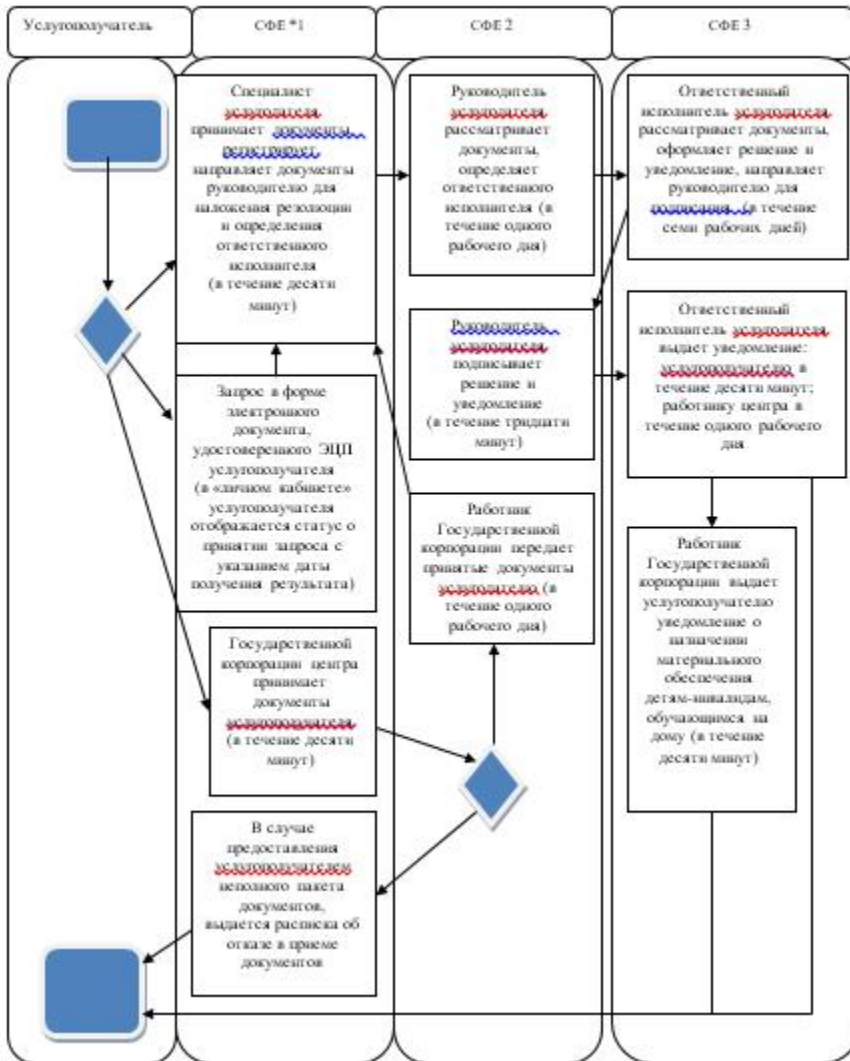 Услугополучатель
СФЕ *1
СФЕ 2
СФЕ 3
Специалист
услугодателя
принимает документы,
регистрирует,
направляет документы
руководителю для
наложения резолюции
и определения
ответственного
исполнителя
(в течение десяти
минут)
Руководитель
услугодателя
рассматривает
документы,
определяет
ответственного
исполнителя (в
течение одного
рабочего дня)
Ответственный
исполнитель услугодателя
рассматривает документы,
оформляет решение и
уведомление, направляет
руководителю для
подписания (в течение
семи рабочих дней)
Руководитель
услугодателя
подписывает
решение и
уведомление
(в течение тридцати
минут)
Ответственный
исполнитель услугодателя
выдает уведомление:
услугополучателю в
течение десяти минут;
работнику центра в
течение одного рабочего
дня
Запрос в форме
электронного
документа,
удостоверенного ЭЦП
услугополучателя
(в «личном кабинете»
услугополучателя
отображается статус о
принятии запроса с
указанием даты
получения результата)
Работник
Государственной
корпорации передает
принятые документы
услугодателю (в
течение одного
рабочего дня)
Работник
Государственной
корпорации выдает
услугополучателю
уведомление о
назначении
материального
обеспечения
детям-инвалидам,
обучающимся на
дому (в течение
десяти минут)
Государственной
корпорации центра
принимает
документы
услугополучателя
(в течение десяти
минут)
В случае
предоставления
услугополучателем
неполного пакета
документов,
выдается расписка об
отказе в приеме
документов